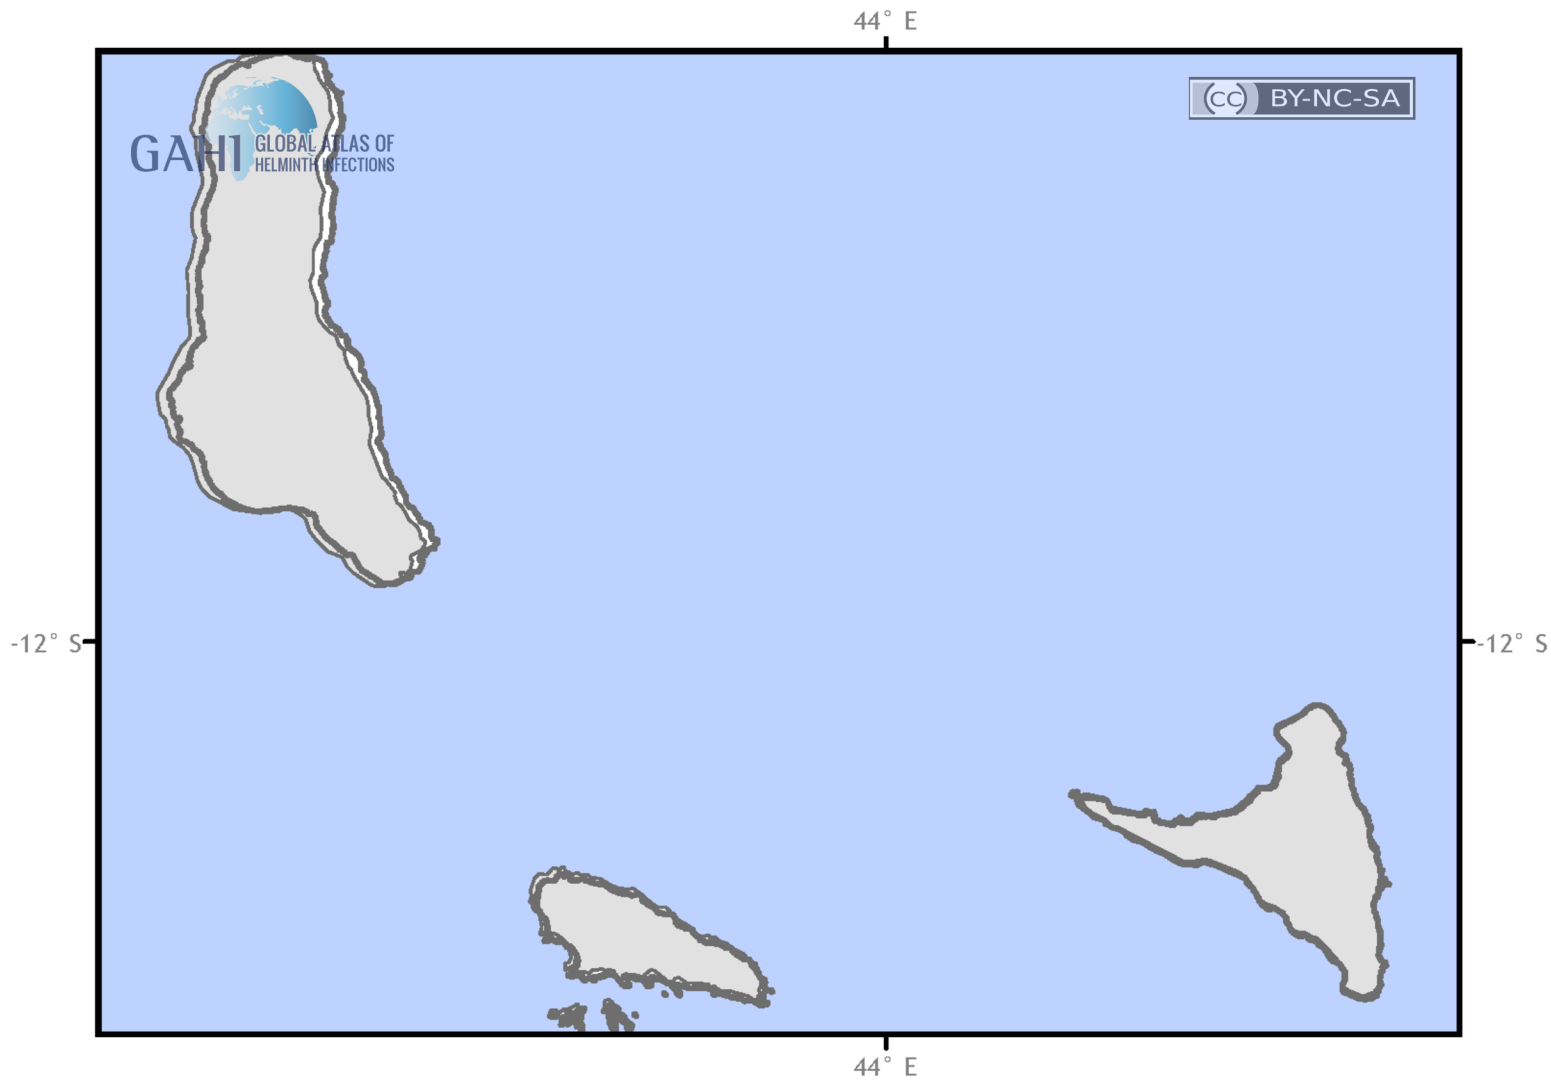 44° E
(cc) BY-NC-SA
GAHI GLOBAL ATLAS OF
HELMINTH INFECTIONS
-12° S
-12° S
44° E